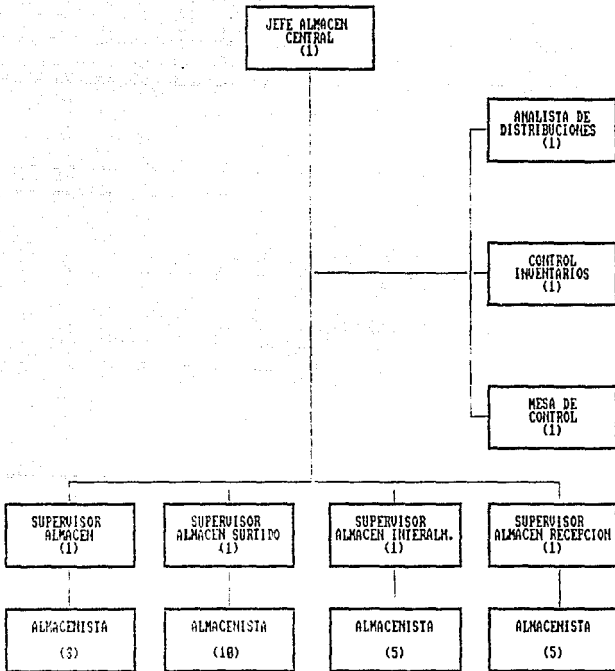 JEFE ALMACEN
CENTRAL
(1)
ANALISTA DE
DISTRIBUCIONES
(1)
CONTROL
INVENTARIOS
(1)
MESA DE
CONTROL
(1)
SUPERVISOR
ALMACEN
(1)
SUPERVISOR
ALMACEN SURTIDO
(1)
SUPERVISOR
ALMACEN INTERALM.
(1)
SUPERVISOR
ALMACEN RECEPCION
(1)
ALMACENISTA
(3)
ALMACENISTA
(10)
ALMACENISTA
(5)
ALMACENISTA
(5)